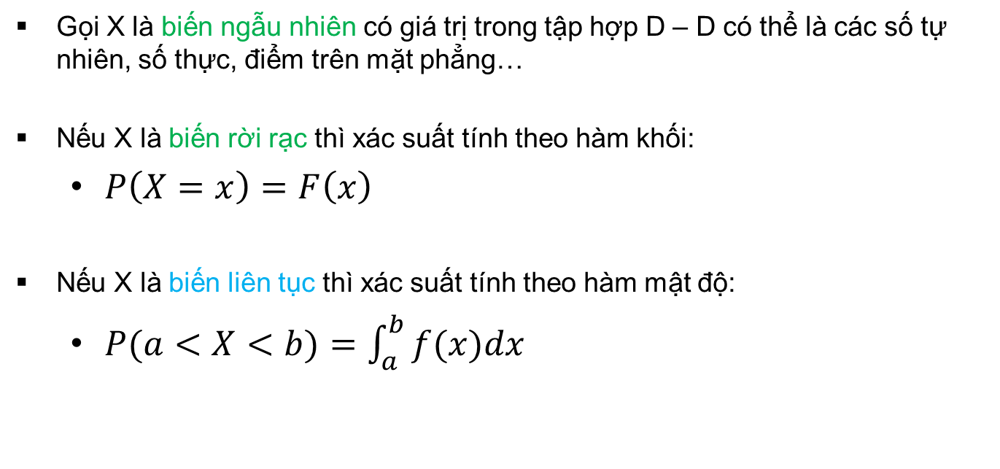 ▪ Gọi X là biến ngẫu nhiên có giá trị trong tập hợp D – D có thể là các số tự
nhiên, số thực, điểm trên mặt phẳng…
▪ Nếu X là biến rời rạc thì xác suất tính theo hàm khối:
• P(X = x) = F(x)
▪ Nếu X là biến liên tục thì xác suất tính theo hàm mật độ:
• P(a < X < b) = ∫_a^b f(x)dx